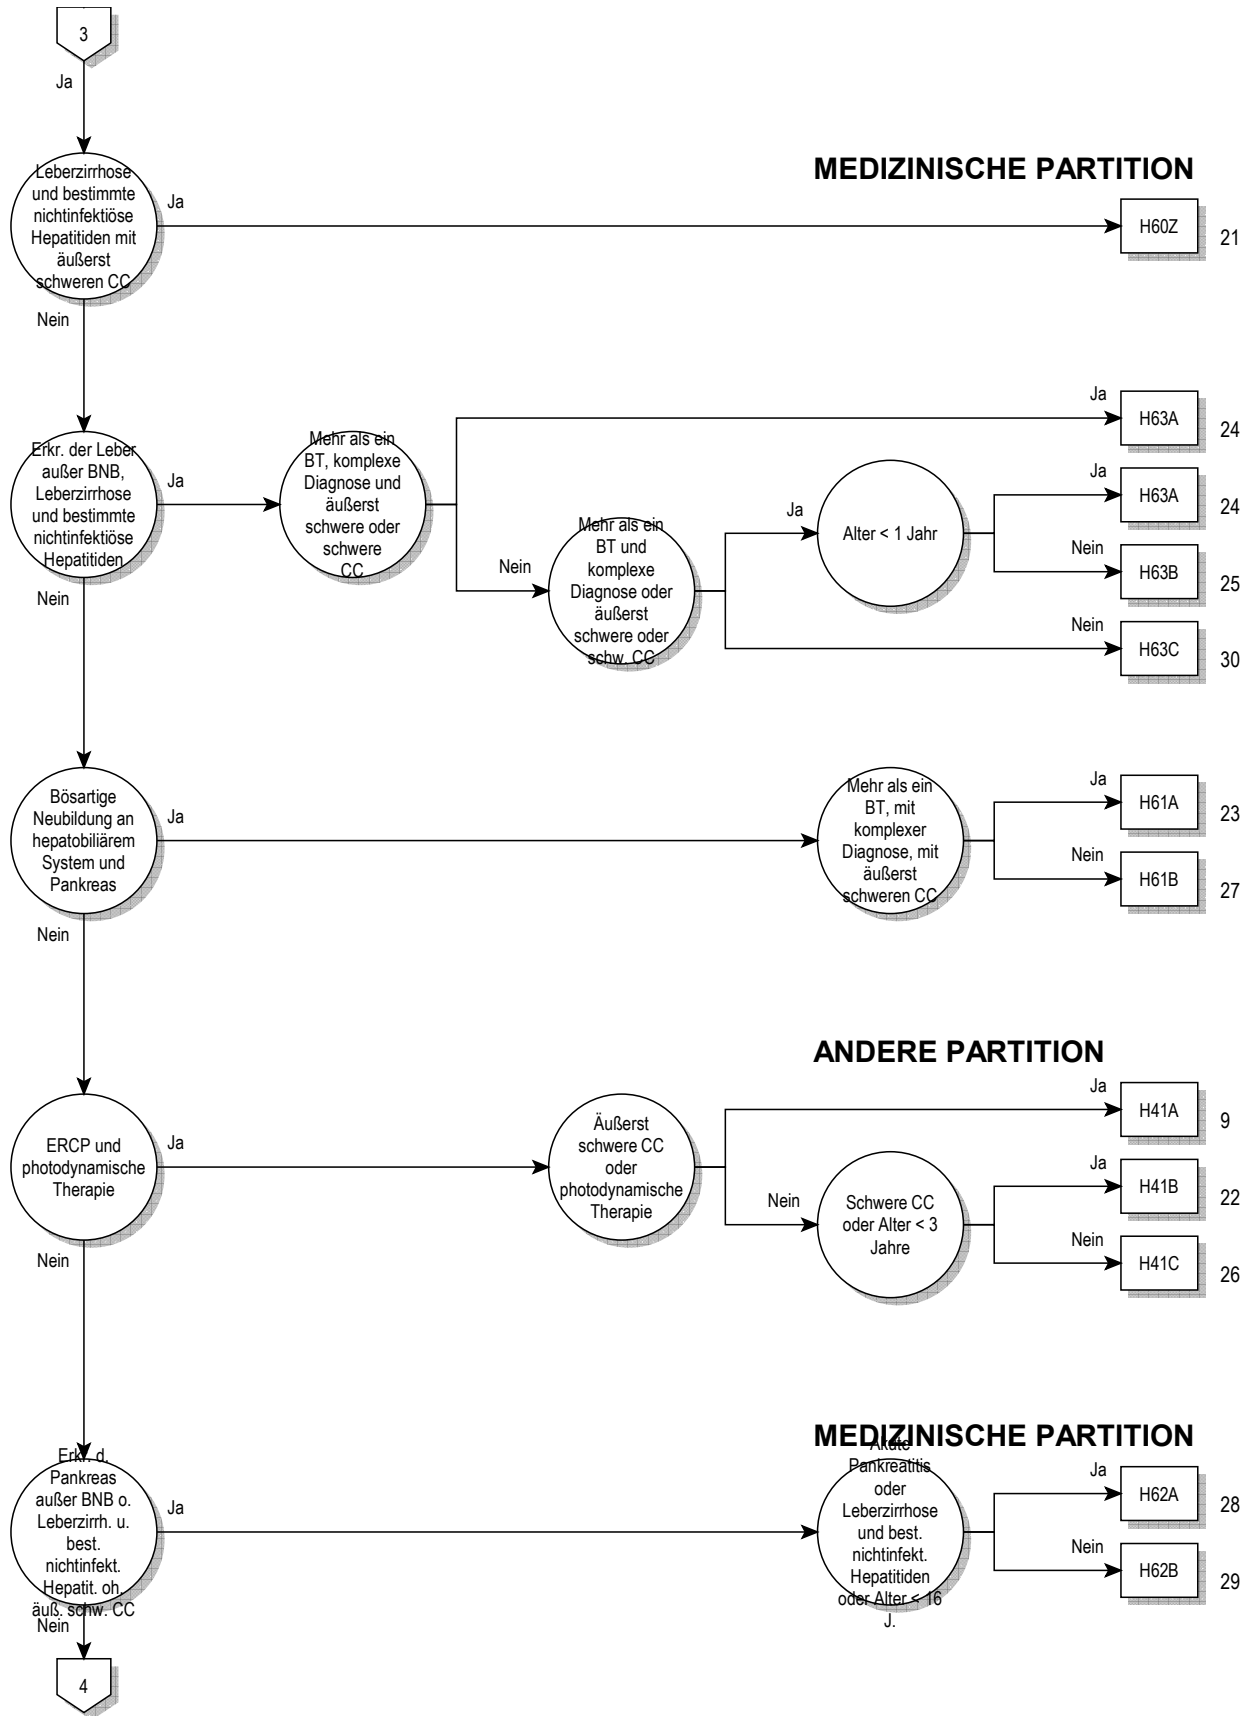 3
Ja
MEDIZINISCHE PARTITION
Leberzirrhose
und bestimmte
nichtinfektiöse
Hepatitiden mit
äußerst
schweren CC
Ja
H60Z
21
Nein
Erkr. der Leber
außer BNB,
Leberzirrhose
und bestimmte
nichtinfektiöse
Hepatitiden
Ja
Mehr als ein
BT, komplexe
Diagnose und
äußerst
schwere oder
schwere
CC
Ja
H63A
24
Nein
Mehr als ein
BT und
komplexe
Diagnose oder
äußerst
schwere oder
schw. CC
Ja
Alter < 1 Jahr
Ja
H63A
24
Nein
H63B
25
Nein
H63C
30
Nein
Bösartige
Neubildung an
hepatobiliärem
System und
Pankreas
Ja
Mehr als ein
BT, mit
komplexer
Diagnose, mit
äußerst
schweren CC
Ja
H61A
23
Nein
H61B
27
Nein
ANDERE PARTITION
ERCP und
photodynamische
Therapie
Ja
Äußerst
schwere CC
oder
photodynamische
Therapie
Ja
H41A
9
Nein
Schwere CC
oder Alter < 3
Jahre
Ja
H41B
22
Nein
H41C
26
Nein
MEDIZINISCHE PARTITION
Erkr. d.
Pankreas
außer BNB o.
Leberzirrh. u.
best.
nichtinfekt.
Hepatit. oh.
äuß. schw. CC
Ja
Akute
Pankreatitis
oder
Leberzirrhose
und best.
nichtinfekt.
Hepatitiden
oder Alter < 16
J.
Ja
H62A
28
Nein
H62B
29
Nein
4